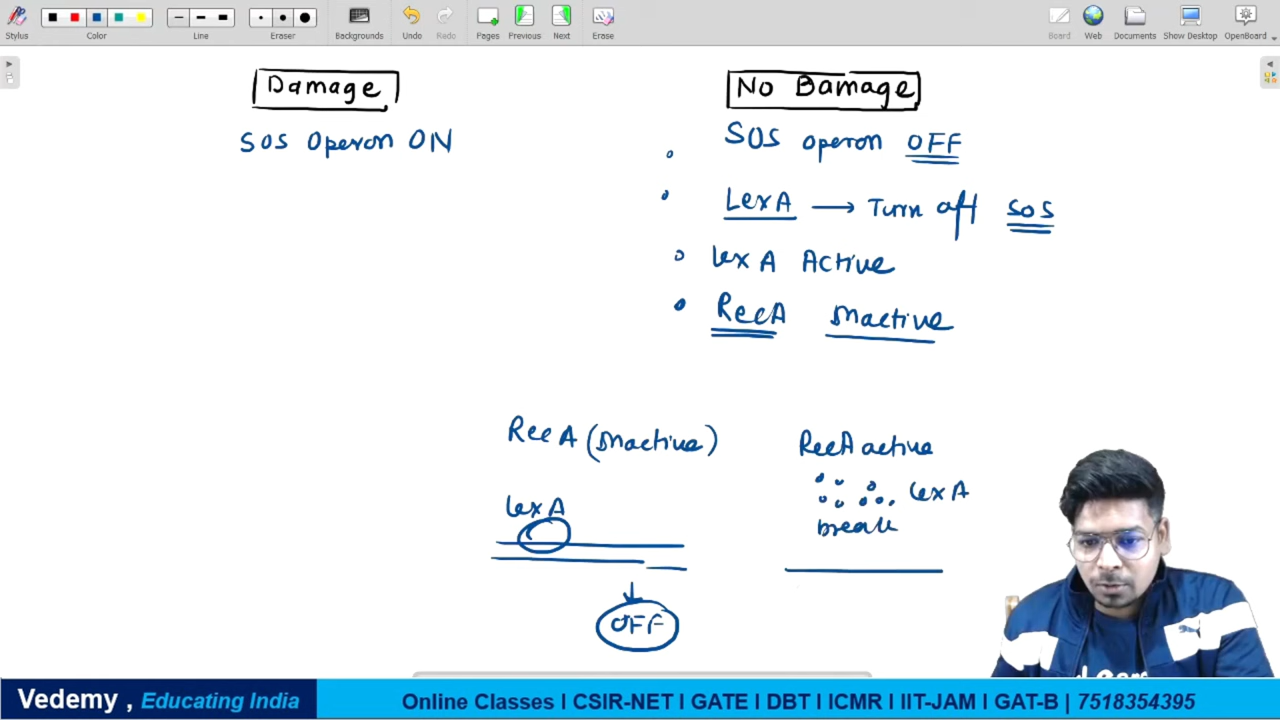 Stylus
Color
Line
Eraser
Backgrounds
Undo
Redo
Pages
Previous
Next
Erase
Board
Web
Documents
Show Desktop
OpenBoard
Damage
SOS Operon ON
No Bamage
SOS operon OFF
LexA → Turn off SOS
lexA Active
RecA Inactive
RecA (Inactive)
lexA
OFF
RecA active
lexA
break
Vedemy , Educating India
Online Classes I CSIR-NET I GATE I DBT I ICMR I IIT-JAM I GAT-B | 7518354395